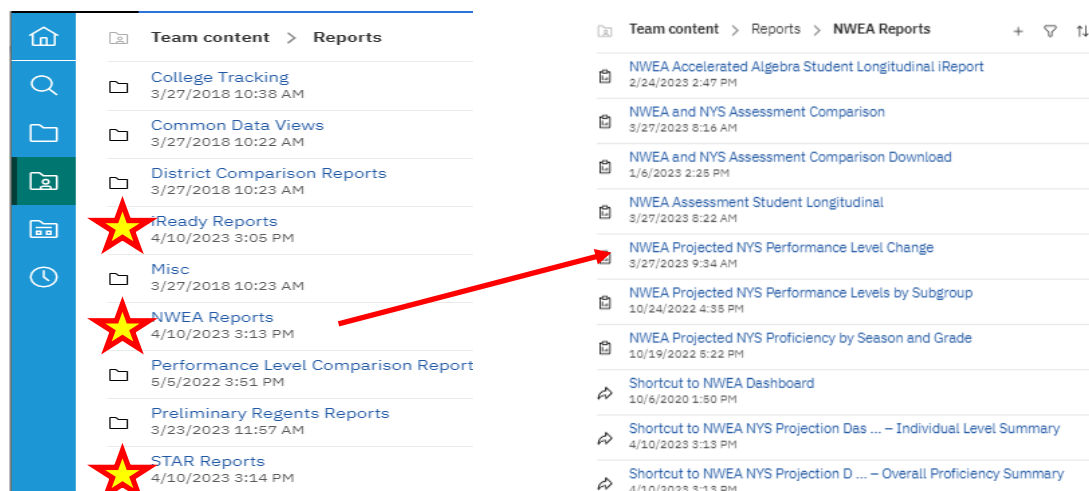 Team content > Reports
College Tracking
3/27/2018 10:38 AM
Common Data Views
3/27/2018 10:22 AM
District Comparison Reports
3/27/2018 10:23 AM
iReady Reports
4/10/2023 3:05 PM
Misc
3/27/2018 10:23 AM
NWEA Reports
4/10/2023 3:13 PM
Performance Level Comparison Report
5/5/2022 3:51 PM
Preliminary Regents Reports
3/23/2023 11:57 AM
STAR Reports
4/10/2023 3:14 PM
Team content > Reports > NWEA Reports
NWEA Accelerated Algebra Student Longitudinal iReport
2/24/2023 2:47 PM
NWEA and NYS Assessment Comparison
3/27/2023 8:16 AM
NWEA and NYS Assessment Comparison Download
1/6/2023 2:25 PM
NWEA Assessment Student Longitudinal
3/27/2023 8:22 AM
NWEA Projected NYS Performance Level Change
3/27/2023 9:34 AM
NWEA Projected NYS Performance Levels by Subgroup
10/24/2022 4:35 PM
NWEA Projected NYS Proficiency by Season and Grade
10/19/2022 5:22 PM
Shortcut to NWEA Dashboard
10/6/2020 1:50 PM
Shortcut to NWEA NYS Projection Das ... – Individual Level Summary
4/10/2023 3:13 PM
Shortcut to NWEA NYS Projection D ... – Overall Proficiency Summary
4/10/2023 3:13 PM